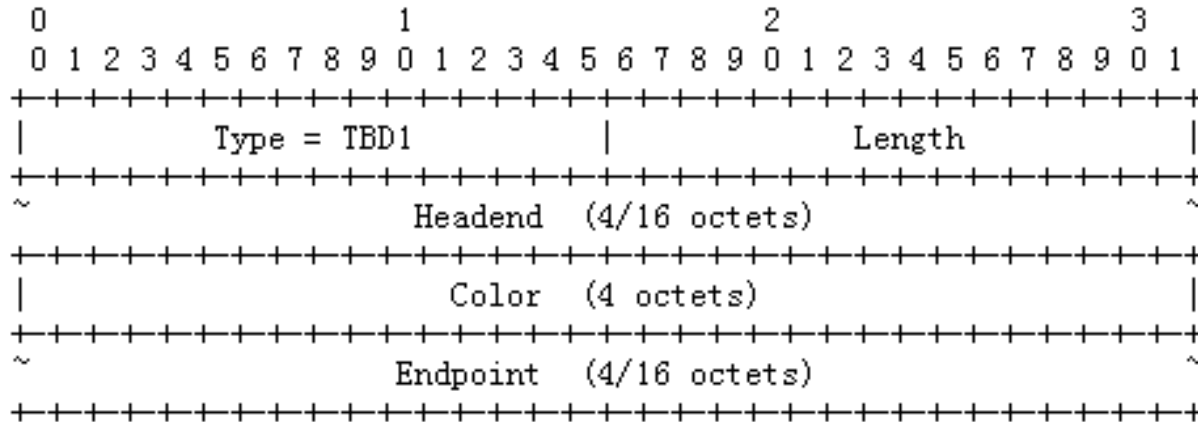 0                   1                   2                   3
 0 1 2 3 4 5 6 7 8 9 0 1 2 3 4 5 6 7 8 9 0 1 2 3 4 5 6 7 8 9 0 1
+-+-+-+-+-+-+-+-+-+-+-+-+-+-+-+-+-+-+-+-+-+-+-+-+-+-+-+-+-+-+-+-+
|          Type = TBD1          |             Length            |
+-+-+-+-+-+-+-+-+-+-+-+-+-+-+-+-+-+-+-+-+-+-+-+-+-+-+-+-+-+-+-+-+
~                     Headend  (4/16 octets)                    ~
+-+-+-+-+-+-+-+-+-+-+-+-+-+-+-+-+-+-+-+-+-+-+-+-+-+-+-+-+-+-+-+-+
|                       Color  (4 octets)                       |
+-+-+-+-+-+-+-+-+-+-+-+-+-+-+-+-+-+-+-+-+-+-+-+-+-+-+-+-+-+-+-+-+
~                    Endpoint  (4/16 octets)                    ~
+-+-+-+-+-+-+-+-+-+-+-+-+-+-+-+-+-+-+-+-+-+-+-+-+-+-+-+-+-+-+-+-+